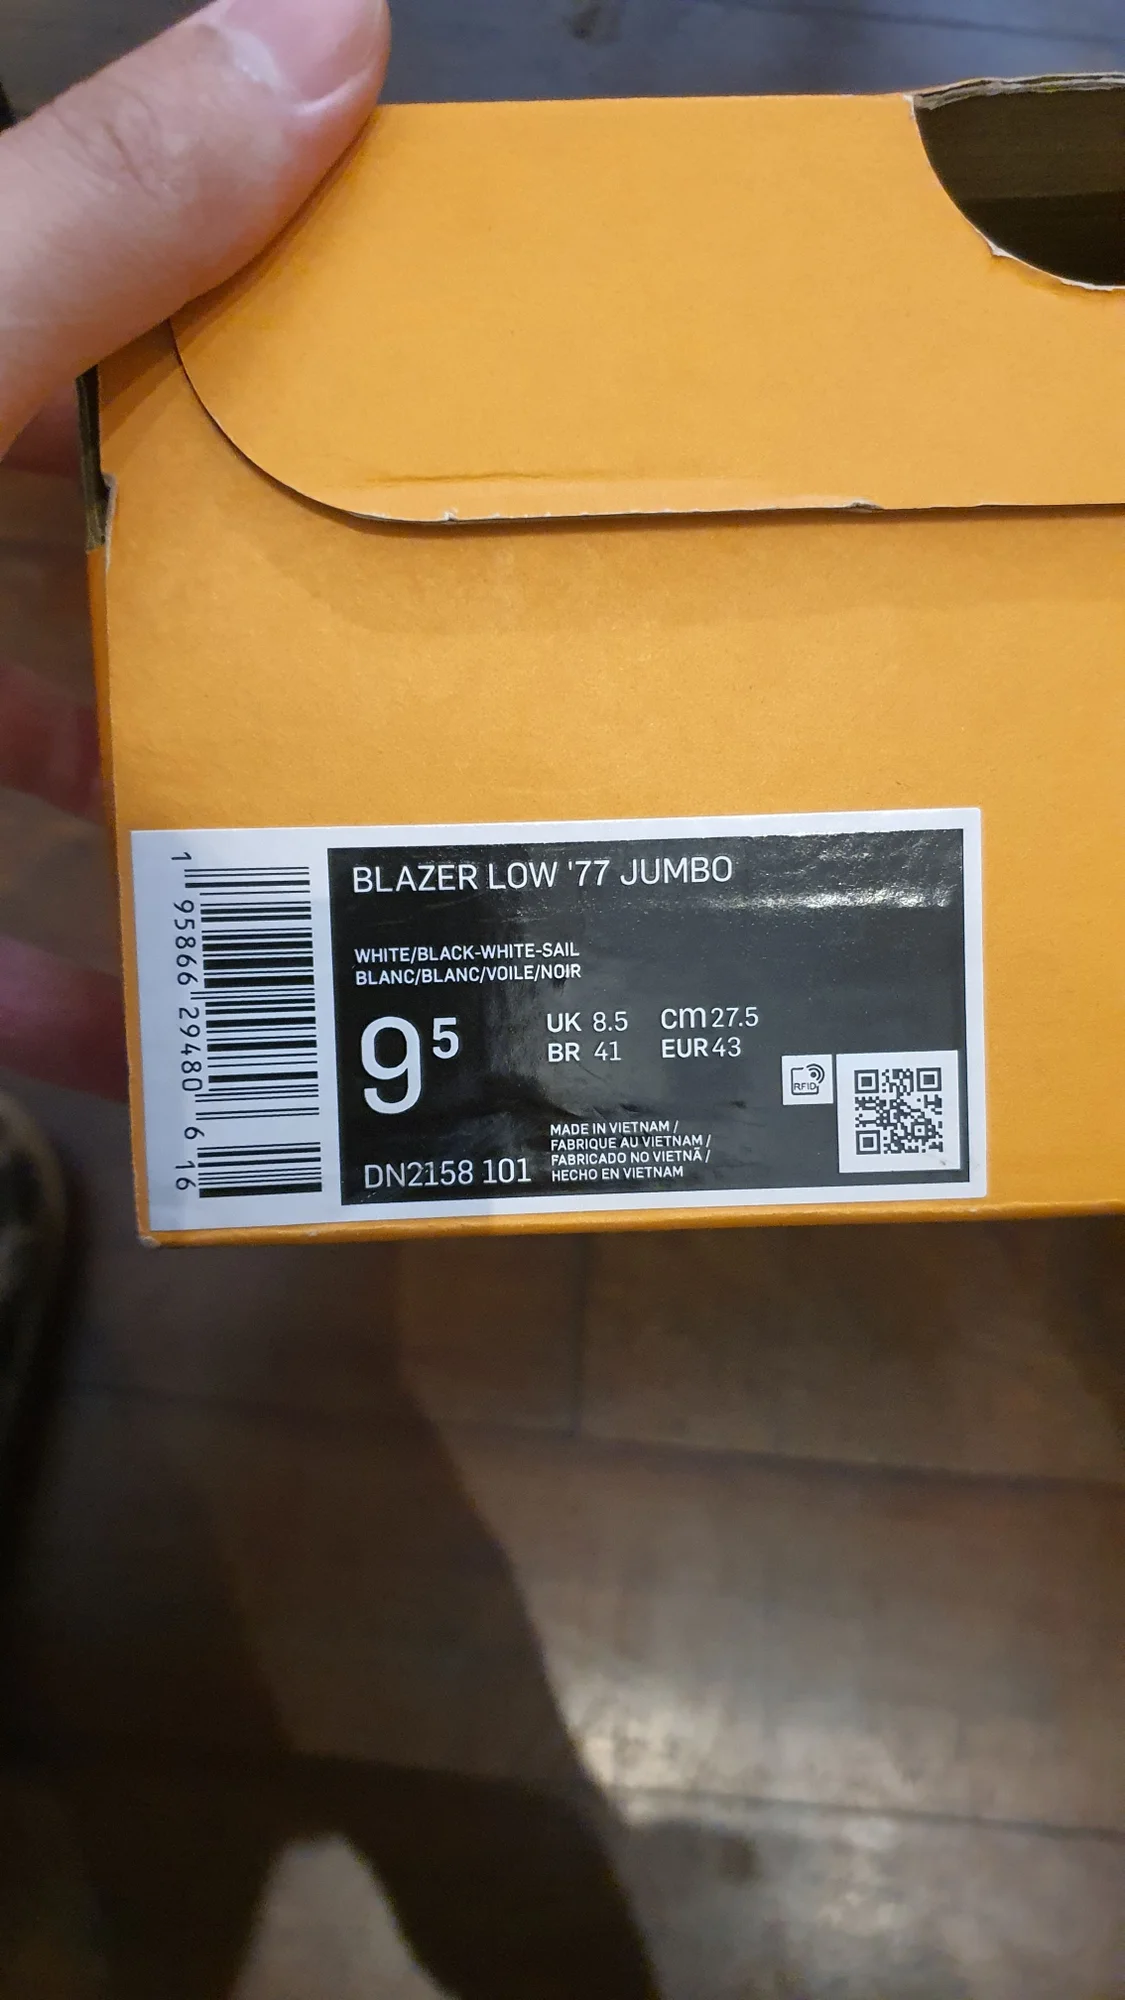 BLAZER LOW '77 JUMBO
WHITE/BLACK-WHITE-SAIL
BLANC/BLANC/VOILE/NOIR
9⁵
UK 8.5 cm 27.5
BR 41 EUR 43
RFID
MADE IN VIETNAM /
FABRIQUE AU VIETNAM /
FABRICADO NO VIETNÃ /
HECHO EN VIETNAM
DN2158 101
1 95866 29480 6 16